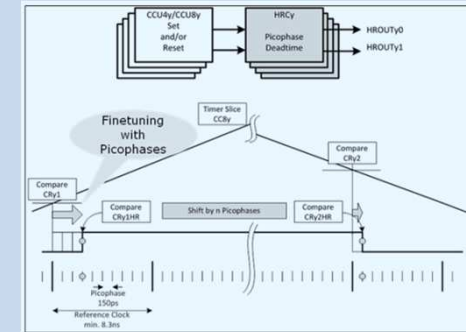 CCU4y/CCU8y
Set
and/or
Reset
HRCy
Picophase
Deadtime
HROUTy0
HROUTy1
Timer Slice
CC8y
Finetuning
with
Picophases
Compare
CRy2
Compare
CRy1
Compare
CRy1HR
Shift by n Picophases
Compare
CRy2HR
Picophase
150ps
Reference Clock
min. 8.3ns